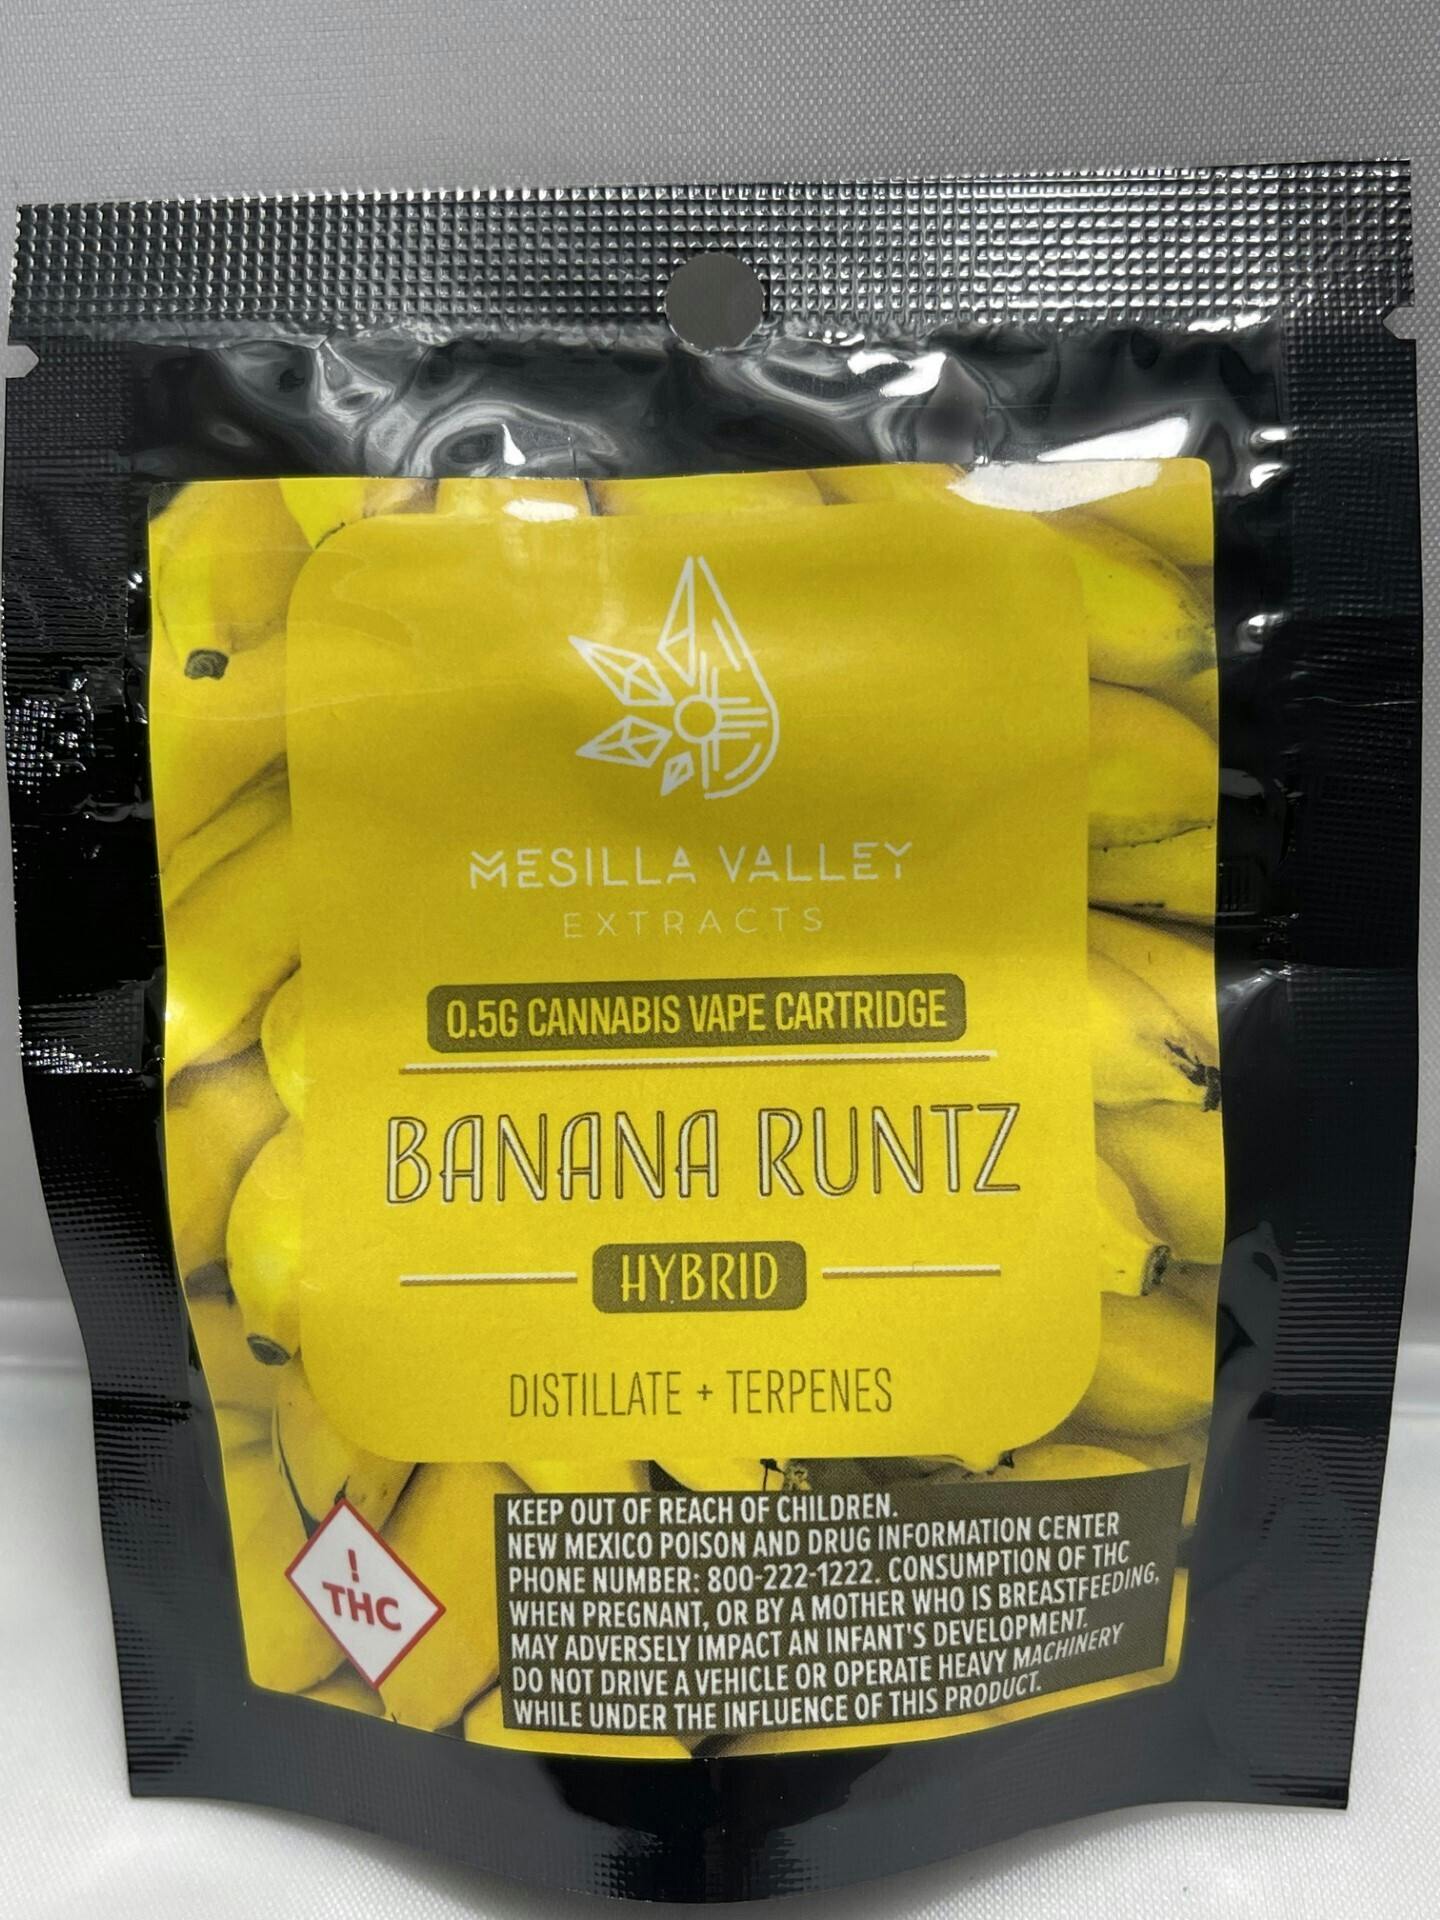 MESILLA VALLEY
EXTRACTS
0.5G CANNABIS VAPE CARTRIDGE
BANANA RUNTZ
HYBRID
DISTILLATE + TERPENES
!
THC
KEEP OUT OF REACH OF CHILDREN.
NEW MEXICO POISON AND DRUG INFORMATION CENTER
PHONE NUMBER: 800-222-1222. CONSUMPTION OF THC
WHEN PREGNANT, OR BY A MOTHER WHO IS BREASTFEEDING,
MAY ADVERSELY IMPACT AN INFANT'S DEVELOPMENT.
DO NOT DRIVE A VEHICLE OR OPERATE HEAVY MACHINERY
WHILE UNDER THE INFLUENCE OF THIS PRODUCT.